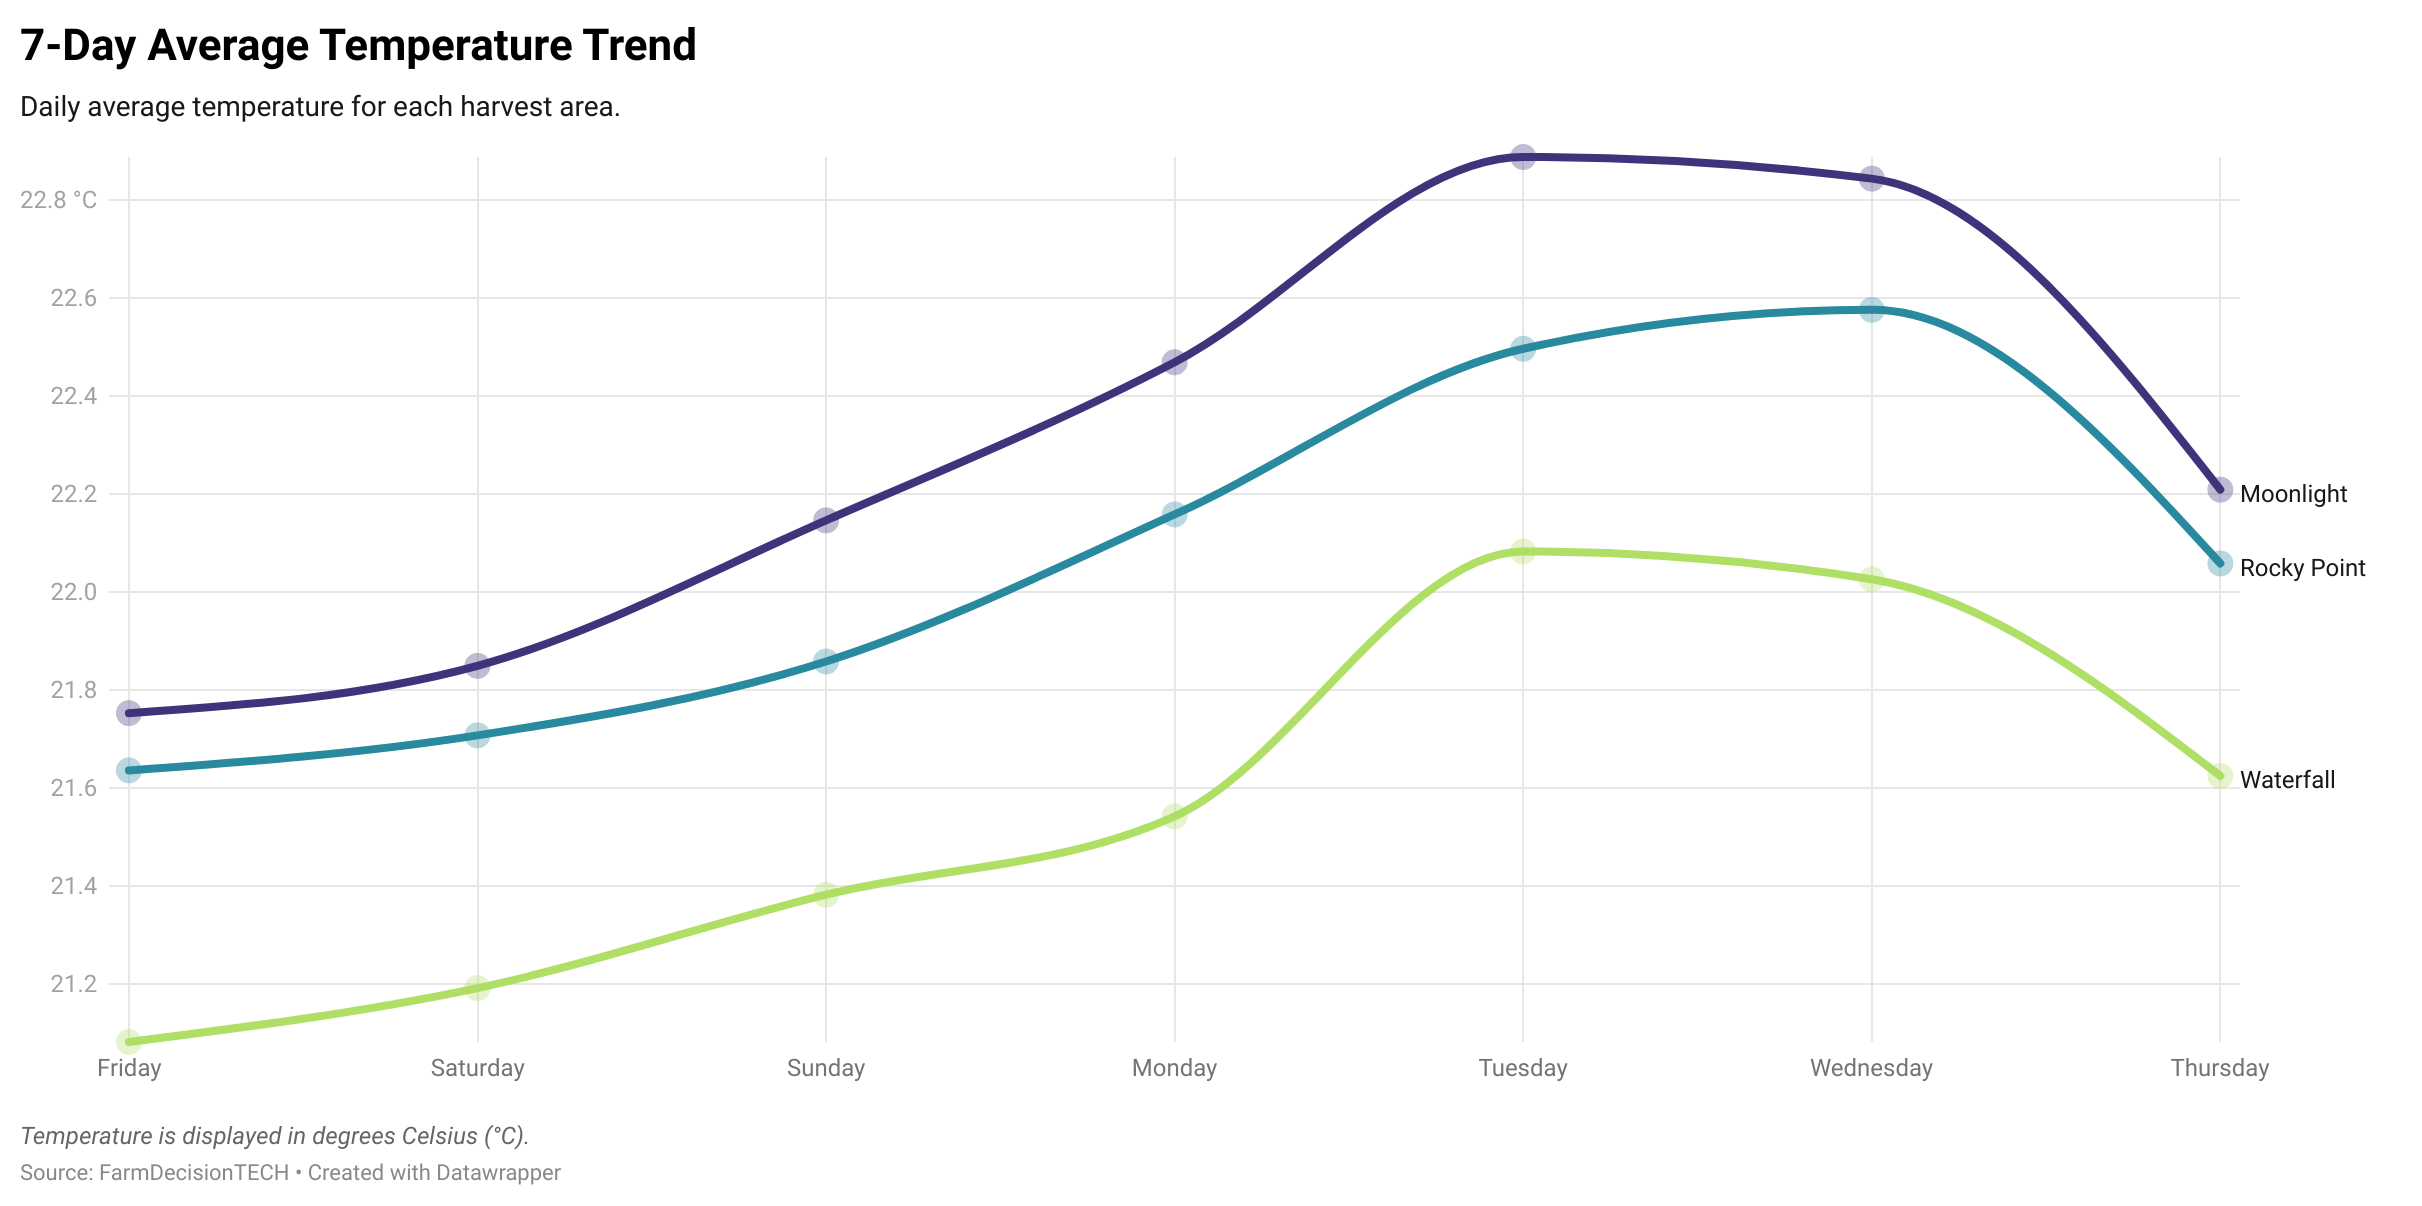 7-Day Average Temperature Trend
Daily average temperature for each harvest area.
22.8 °C
22.6
22.4
22.2
22.0
21.8
21.6
21.4
21.2
Moonlight
Rocky Point
Waterfall
Friday Saturday Sunday Monday Tuesday Wednesday Thursday
Temperature is displayed in degrees Celsius (°C).
Source: FarmDecisionTECH • Created with Datawrapper